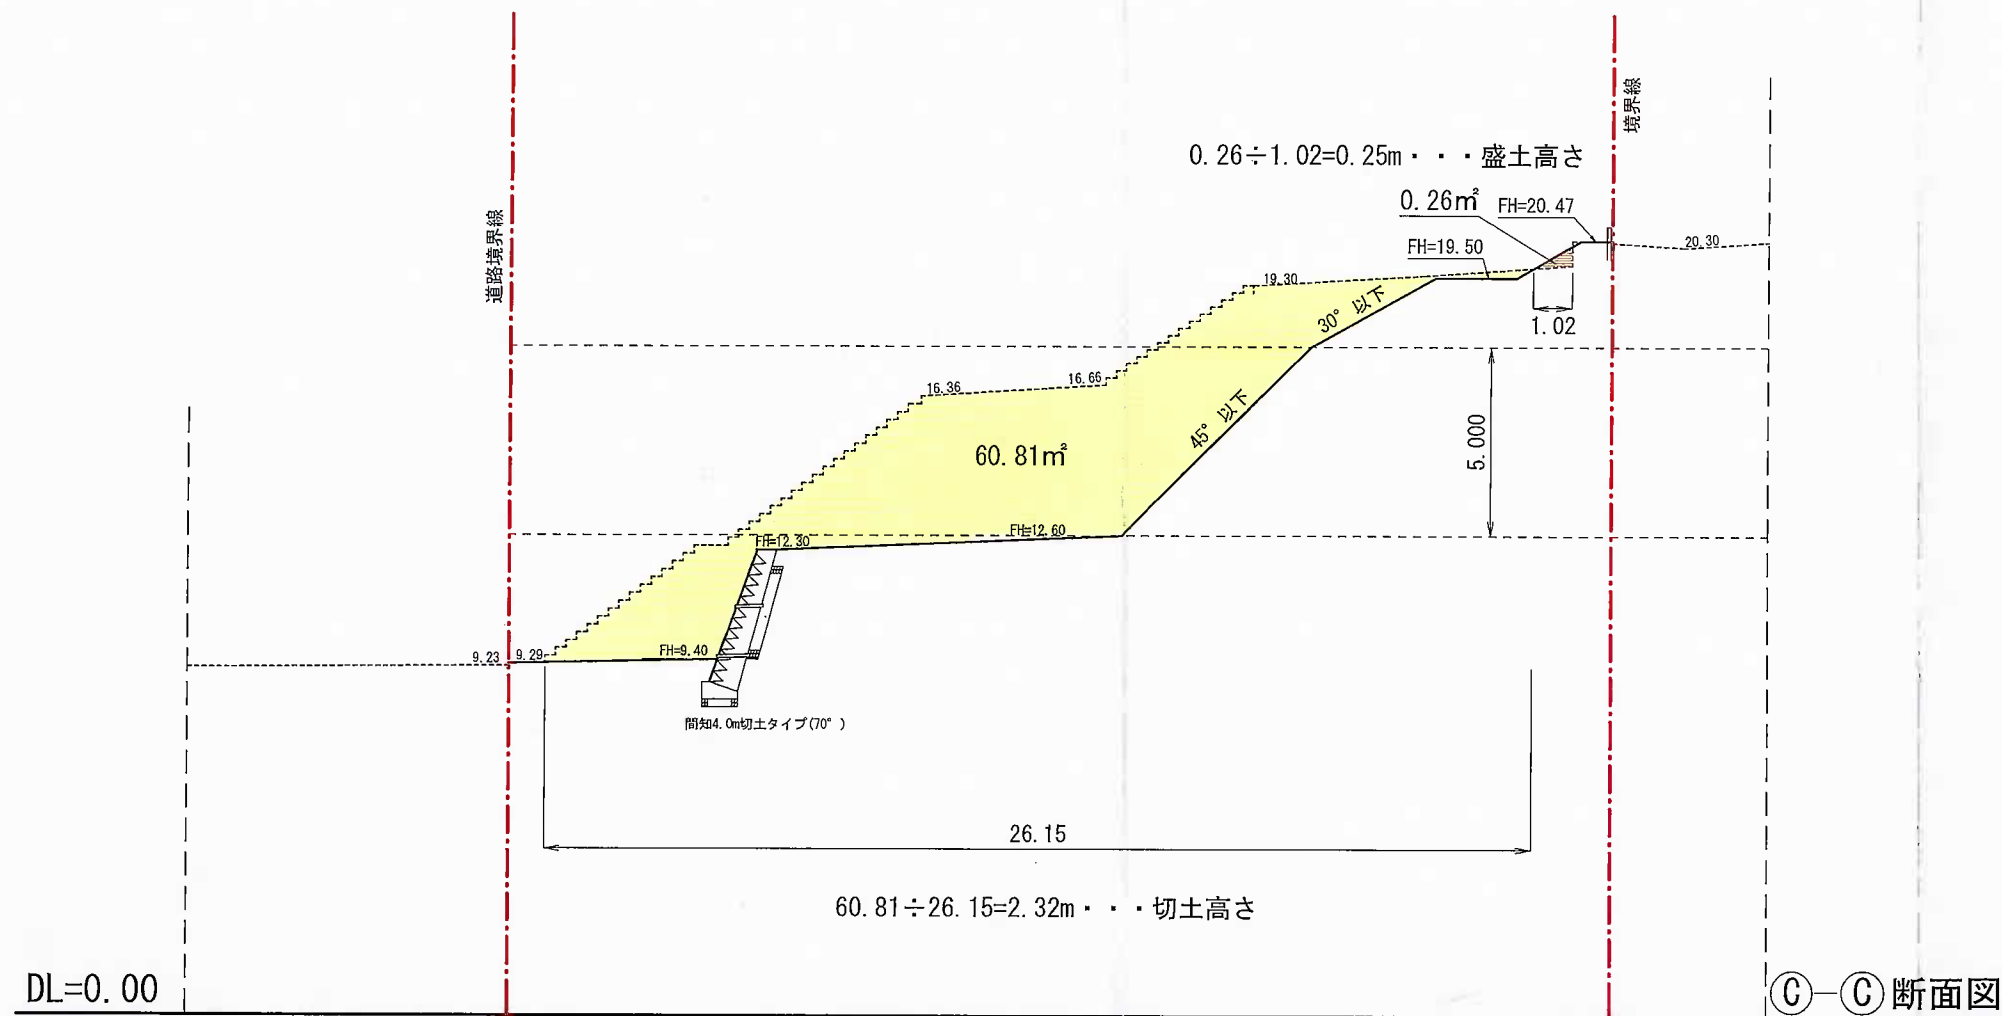 道路境界線
境界線
0.26÷1.02=0.25m・・・盛土高さ
0.26㎡
FH=20.47
FH=19.50
20.30
19.30
30° 以下
1.02
16.36
16.66
45° 以下
60.81㎡
5.000
FH=12.30
FH=12.60
9.23
9.29
FH=9.40
間知4.0m切土タイプ(70°)
26.15
60.81÷26.15=2.32m・・・切土高さ
DL=0.00
Ⓒ−Ⓒ断面図